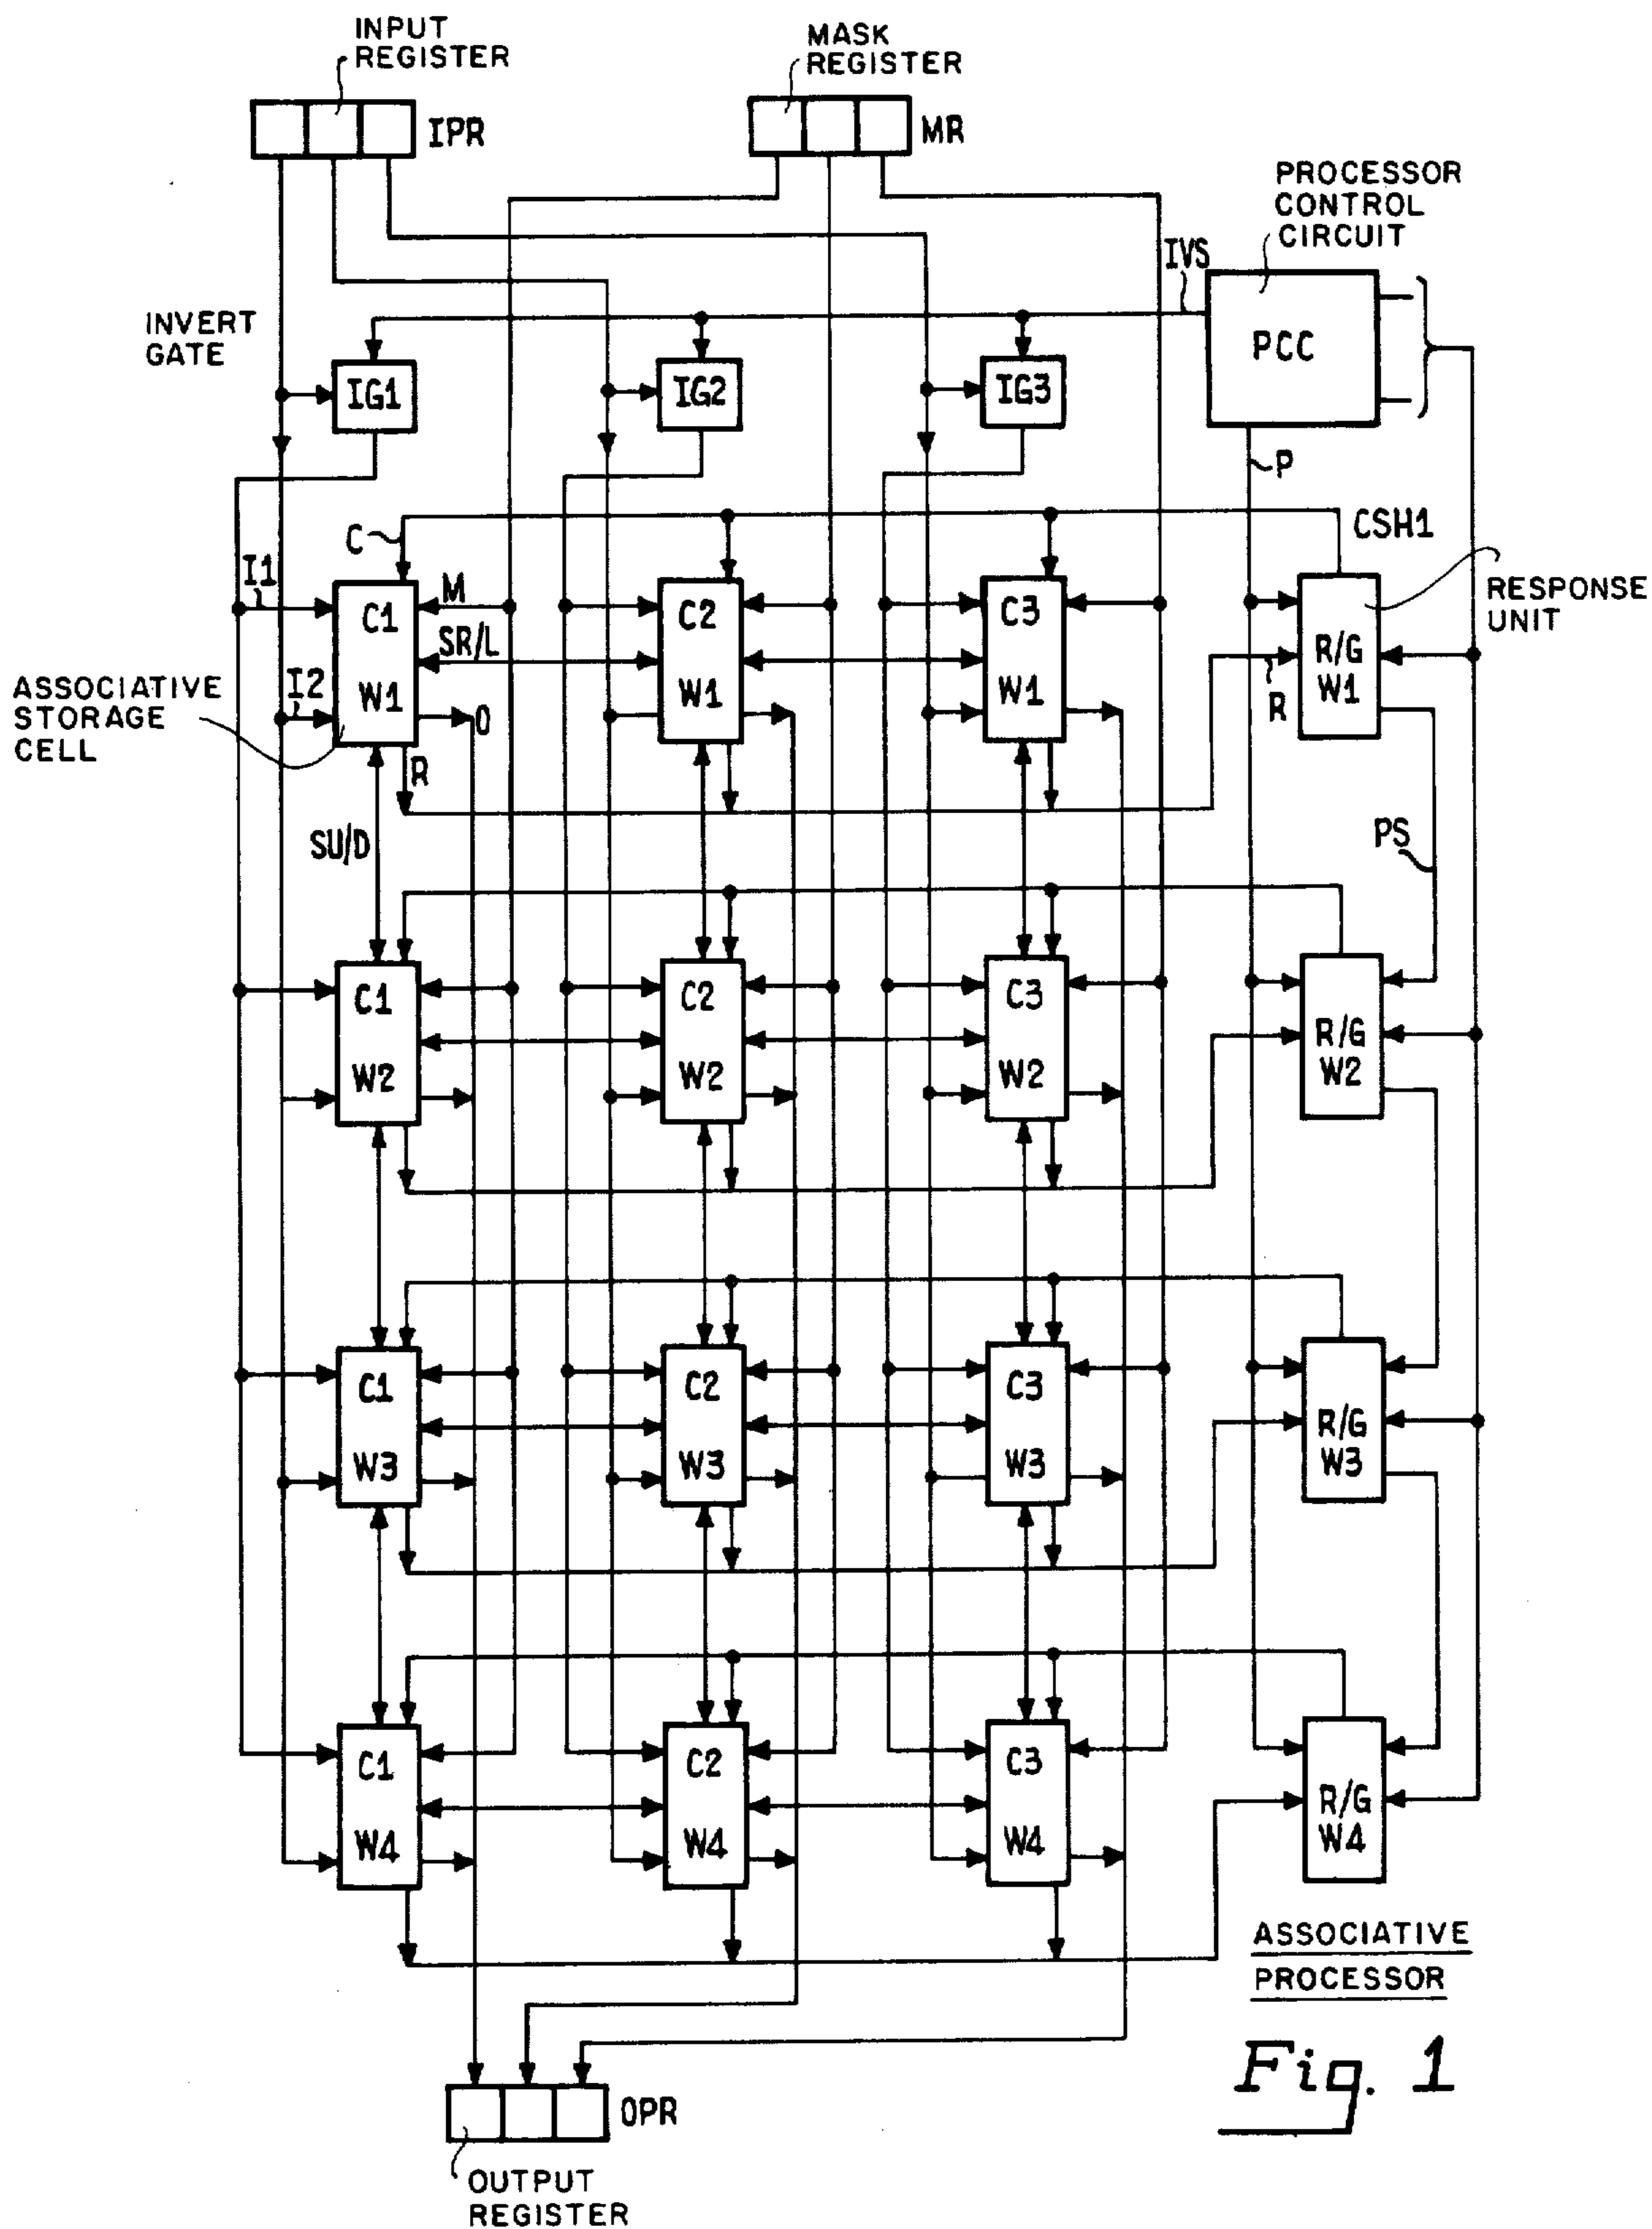 INPUT
REGISTER
MASK
REGISTER
IPR
MR
PROCESSOR
CONTROL
CIRCUIT
IVS
INVERT
GATE
PCC
IG1
IG2
IG3
P
C
CSH1
I1
M
RESPONSE
UNIT
C1
C2
C3
SR/L
R/G
W1
ASSOCIATIVE
STORAGE
CELL
I2
W1
W1
W1
O
R
R
SU/D
PS
C1
C2
C3
R/G
W2
W2
W2
W2
C1
C2
C3
R/G
W3
W3
W3
W3
C1
C2
C3
R/G
W4
W4
W4
W4
ASSOCIATIVE
PROCESSOR
Fig. 1
OPR
OUTPUT
REGISTER